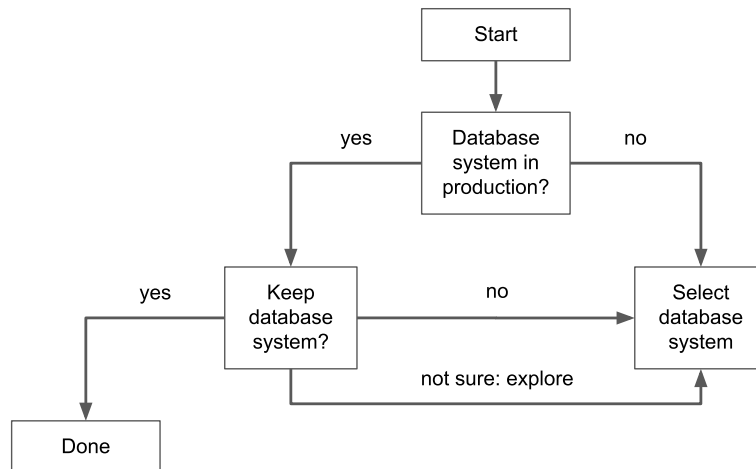 Start
yes
Database
system in
production?
no
yes
Keep
database
system?
no
Select
database
system
not sure: explore
Done